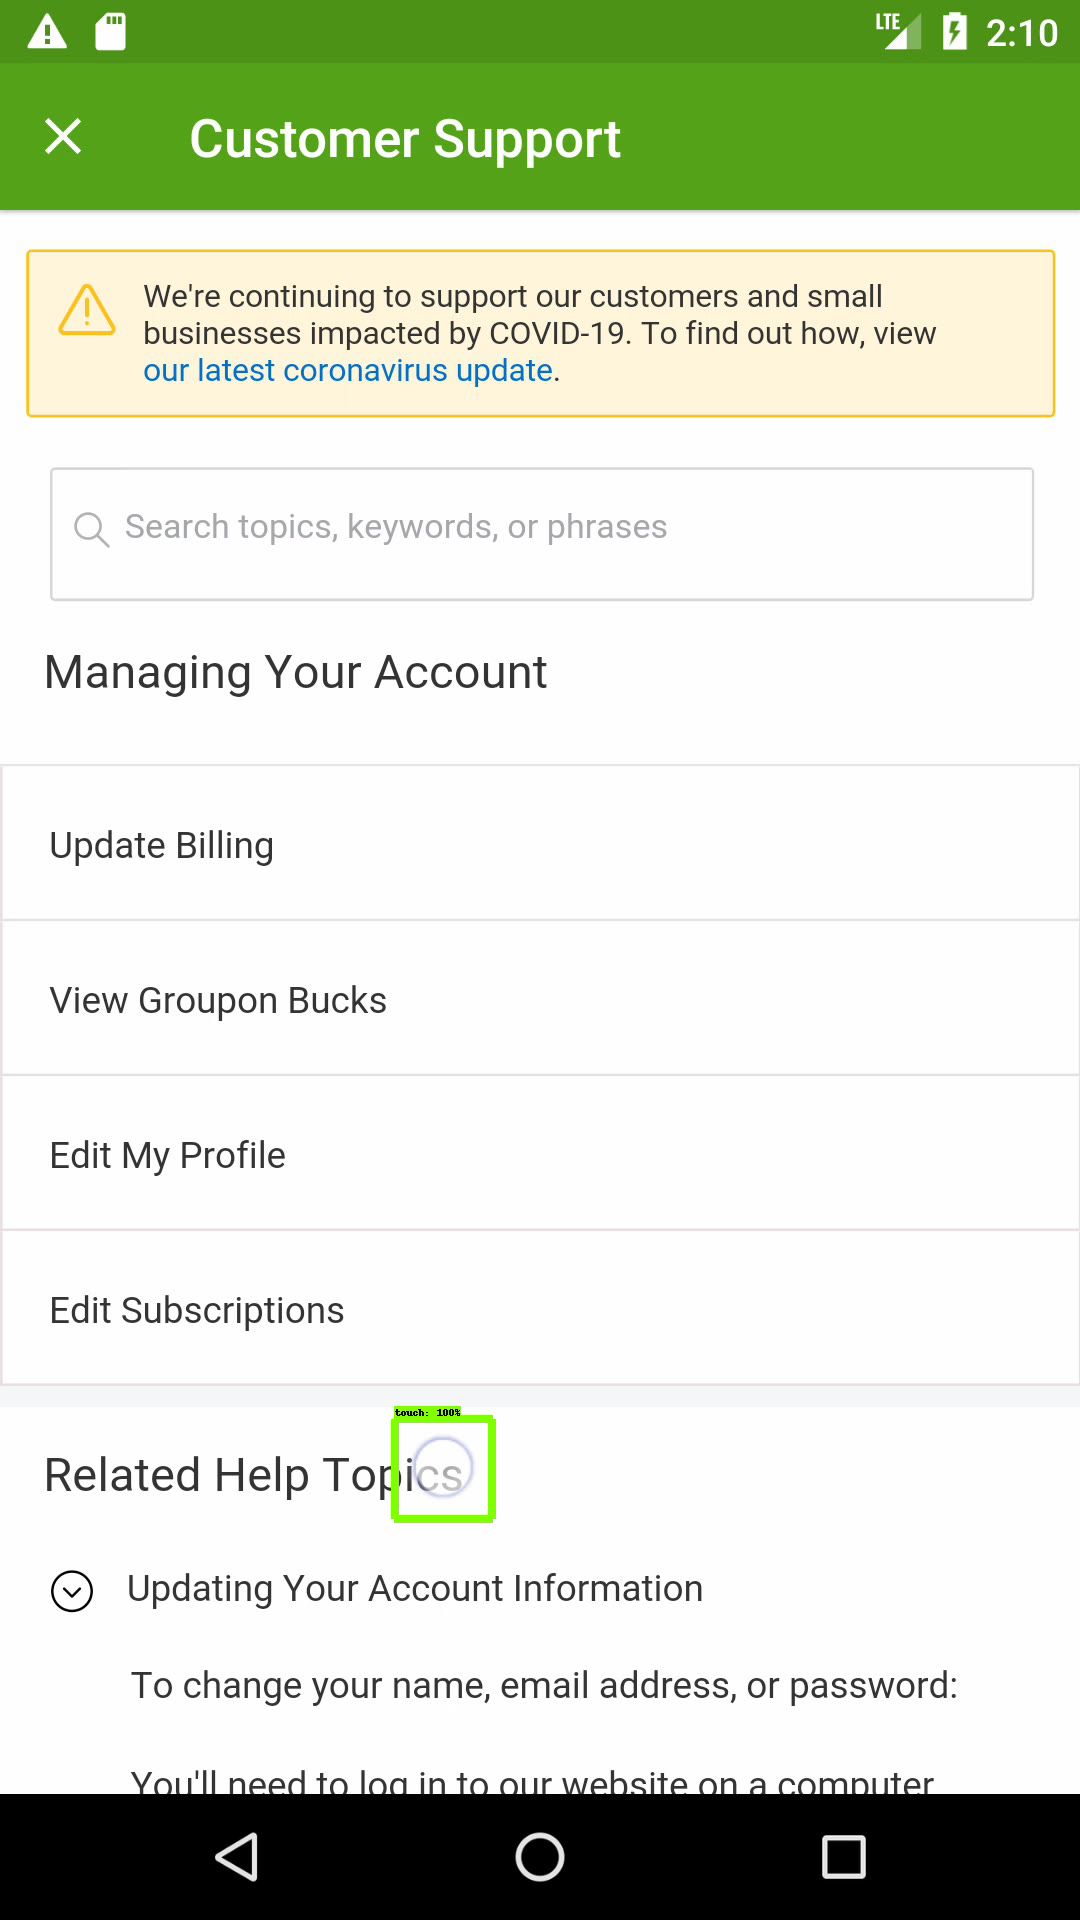 LTE 2:10
Customer Support
We're continuing to support our customers and small
businesses impacted by COVID-19. To find out how, view
our latest coronavirus update.
Search topics, keywords, or phrases
Managing Your Account
Update Billing
View Groupon Bucks
Edit My Profile
Edit Subscriptions
touch: 100%
Related Help Topics
Updating Your Account Information
To change your name, email address, or password:
You'll need to log in to our website on a computer